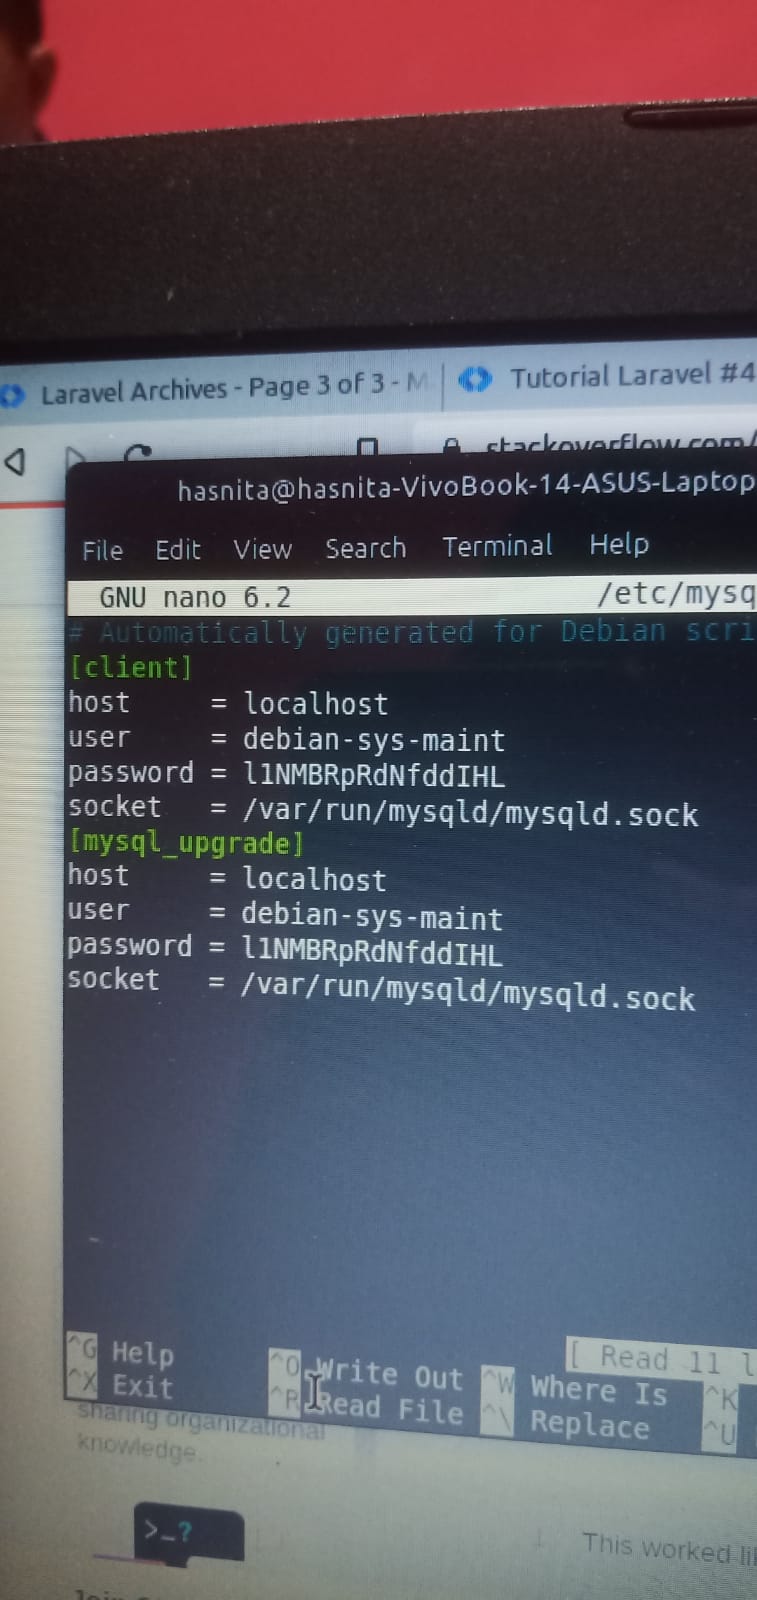 Laravel Archives - Page 3 of 3 - M
Tutorial Laravel #4
stackoverflow.com/
hasnita@hasnita-VivoBook-14-ASUS-Laptop
File Edit View Search Terminal Help
GNU nano 6.2 /etc/mysq
# Automatically generated for Debian scri
[client]
host = localhost
user = debian-sys-maint
password = l1NMBRpRdNfddIHL
socket = /var/run/mysqld/mysqld.sock
[mysql_upgrade]
host = localhost
user = debian-sys-maint
password = l1NMBRpRdNfddIHL
socket = /var/run/mysqld/mysqld.sock
[ Read 11 l
^G Help ^O Write Out ^W Where Is ^K
^X Exit ^R Read File ^\ Replace ^U
sharing organizational
knowledge.
>_?
This worked li